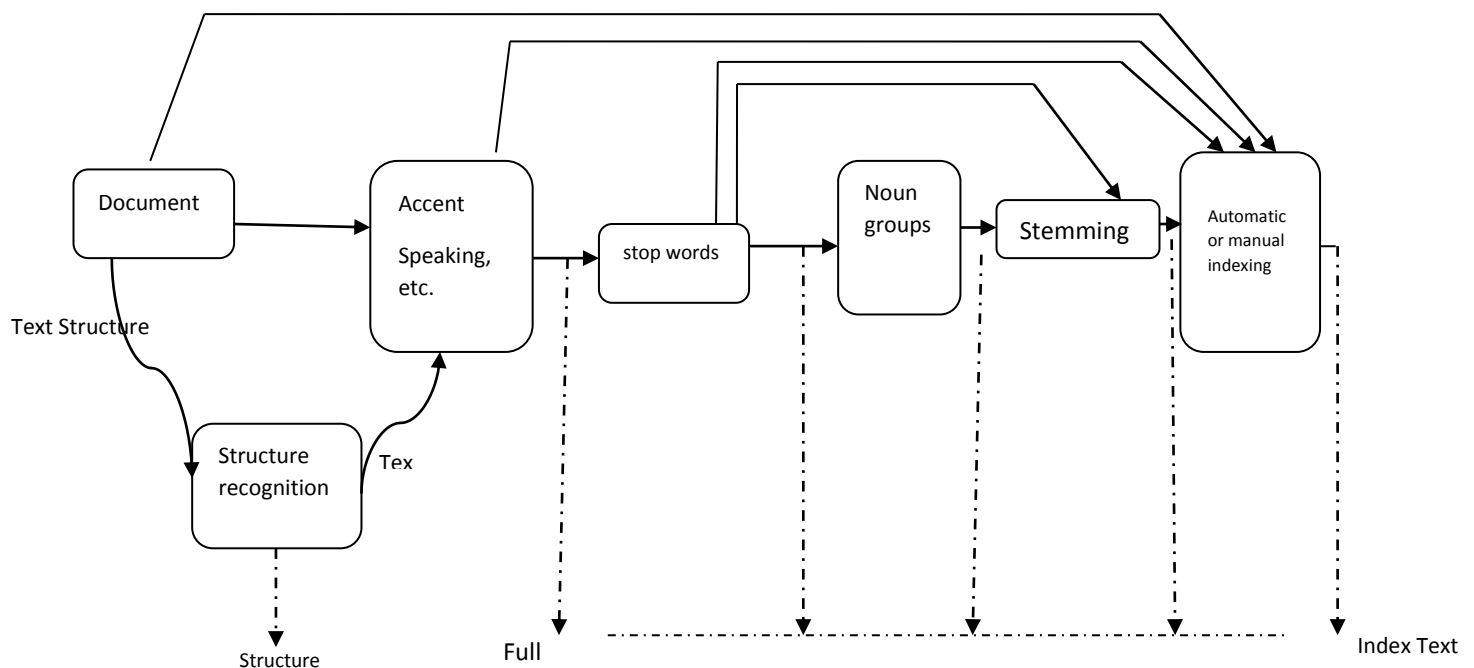 Document
Accent
Speaking,
etc.
stop words
Noun
groups
Stemming
Automatic
or manual
indexing
Text Structure
Structure
recognition
Tex
Structure
Full
Index Text